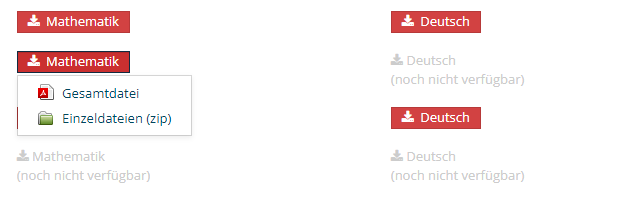 Mathematik
Deutsch
Mathematik
Deutsch
(noch nicht verfügbar)
Gesamtdatei
Einzeldateien (zip)
Deutsch
Mathematik
(noch nicht verfügbar)
Deutsch
(noch nicht verfügbar)